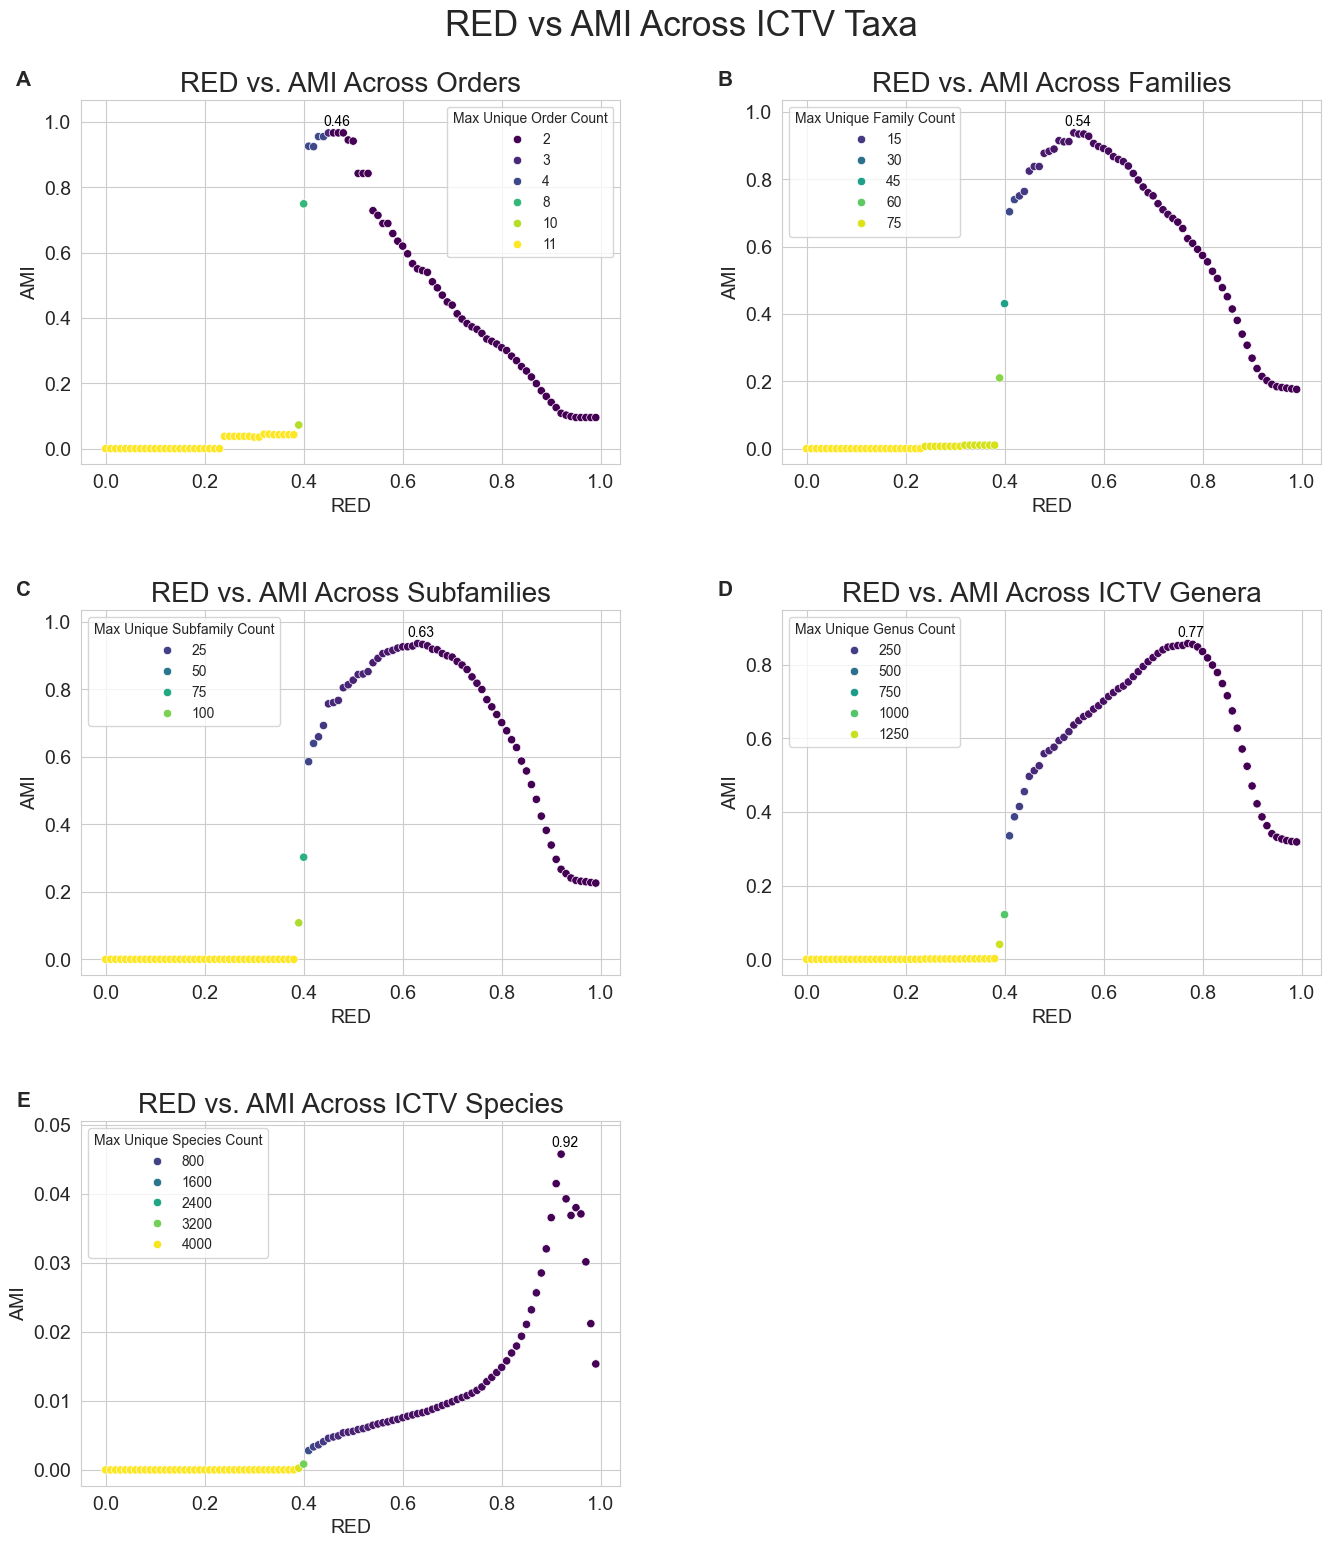 RED vs AMI Across ICTV Taxa
A
RED vs. AMI Across Orders
0.46
Max Unique Order Count
2
3
4
8
10
11
1.0
0.8
0.6
0.4
0.2
0.0
AMI
0.0 0.2 0.4 0.6 0.8 1.0
RED
B
RED vs. AMI Across Families
0.54
Max Unique Family Count
15
30
45
60
75
1.0
0.8
0.6
0.4
0.2
0.0
AMI
0.0 0.2 0.4 0.6 0.8 1.0
RED
C
RED vs. AMI Across Subfamilies
0.63
Max Unique Subfamily Count
25
50
75
100
1.0
0.8
0.6
0.4
0.2
0.0
AMI
0.0 0.2 0.4 0.6 0.8 1.0
RED
D
RED vs. AMI Across ICTV Genera
0.77
Max Unique Genus Count
250
500
750
1000
1250
0.8
0.6
0.4
0.2
0.0
AMI
0.0 0.2 0.4 0.6 0.8 1.0
RED
E
RED vs. AMI Across ICTV Species
0.92
Max Unique Species Count
800
1600
2400
3200
4000
0.05
0.04
0.03
0.02
0.01
0.00
AMI
0.0 0.2 0.4 0.6 0.8 1.0
RED